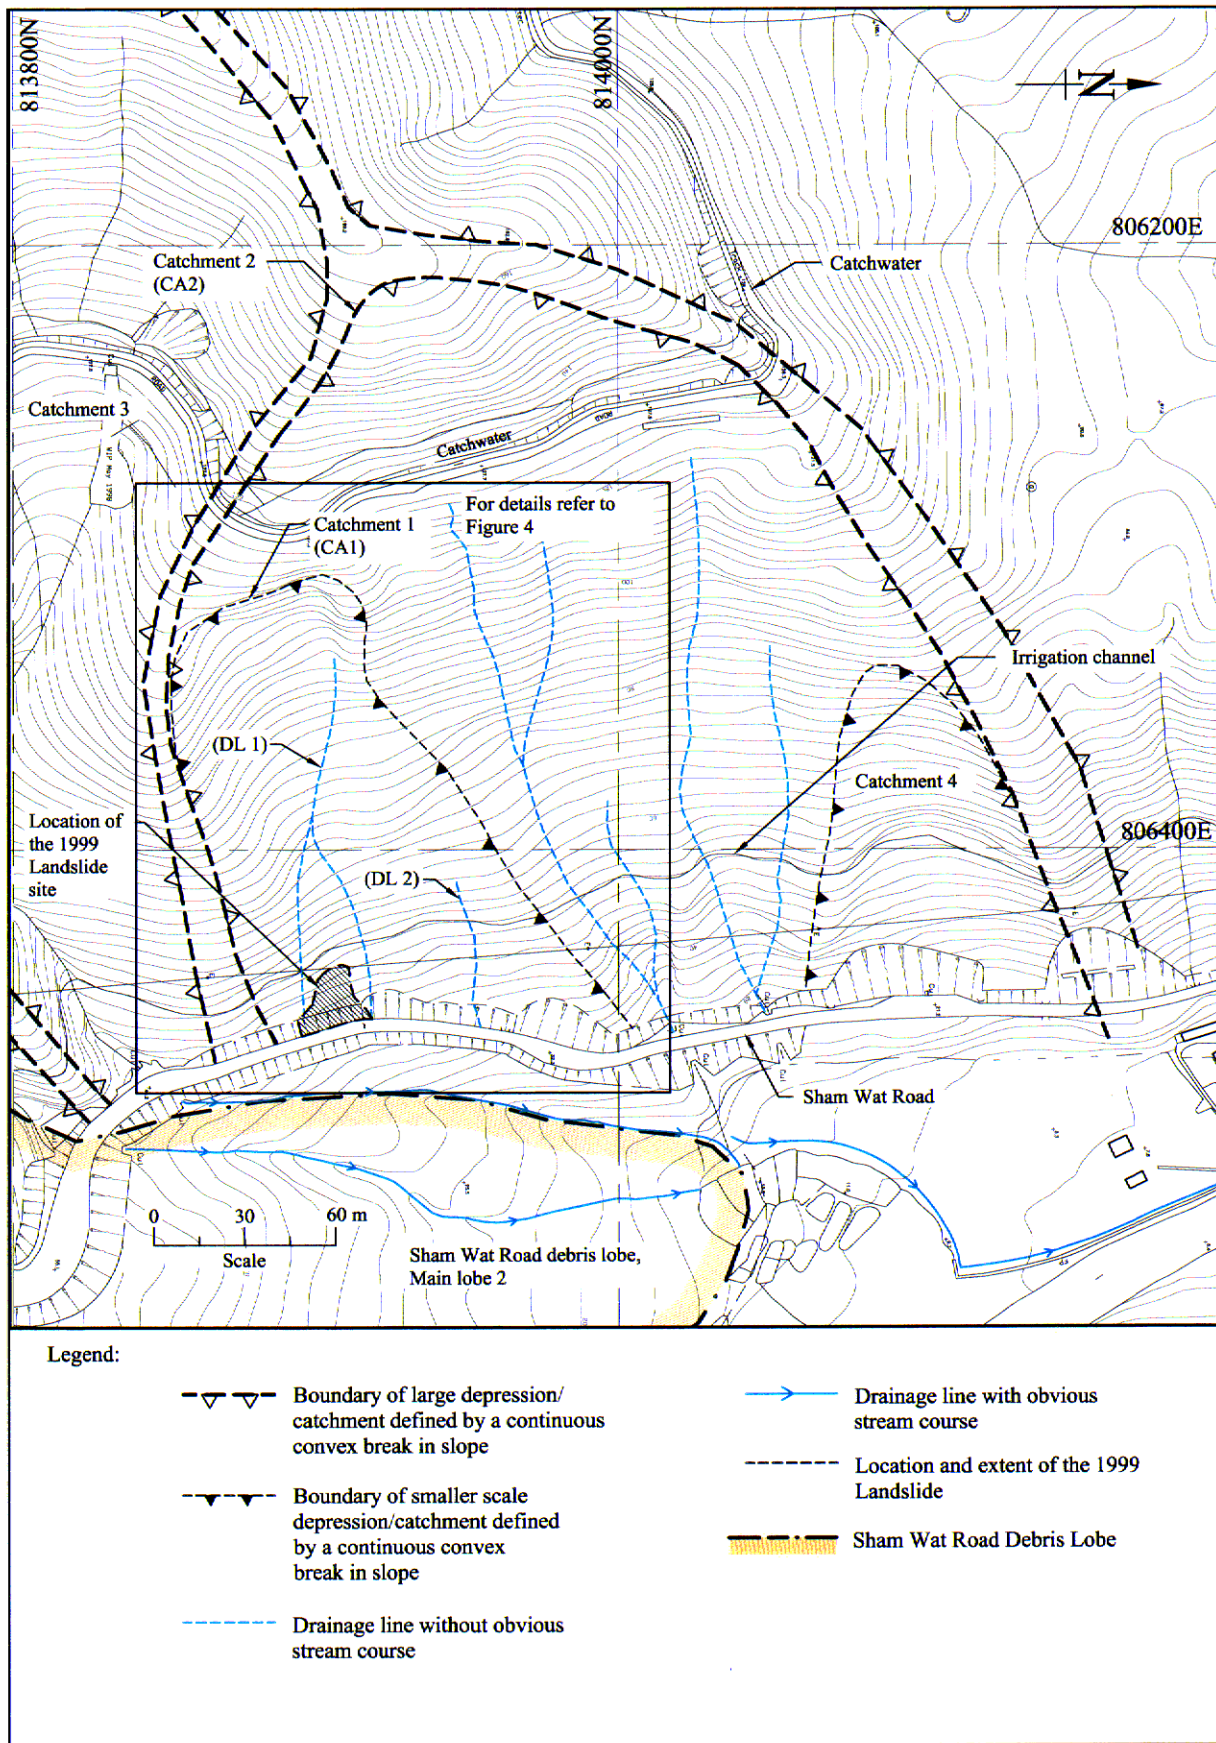 813800N
814000N
N
806200E
Catchment 2
(CA2)
Catchwater
Catchment 3
Catchwater
ROAD
For details refer to
Figure 4
Catchment 1
(CA1)
Irrigation channel
(DL 1)
Catchment 4
Location of
the 1999
Landslide
site
806400E
(DL 2)
Sham Wat Road
0 30 60 m
Scale
Sham Wat Road debris lobe,
Main lobe 2
Legend:
Boundary of large depression/
catchment defined by a continuous
convex break in slope
Boundary of smaller scale
depression/catchment defined
by a continuous convex
break in slope
Drainage line without obvious
stream course
Drainage line with obvious
stream course
Location and extent of the 1999
Landslide
Sham Wat Road Debris Lobe